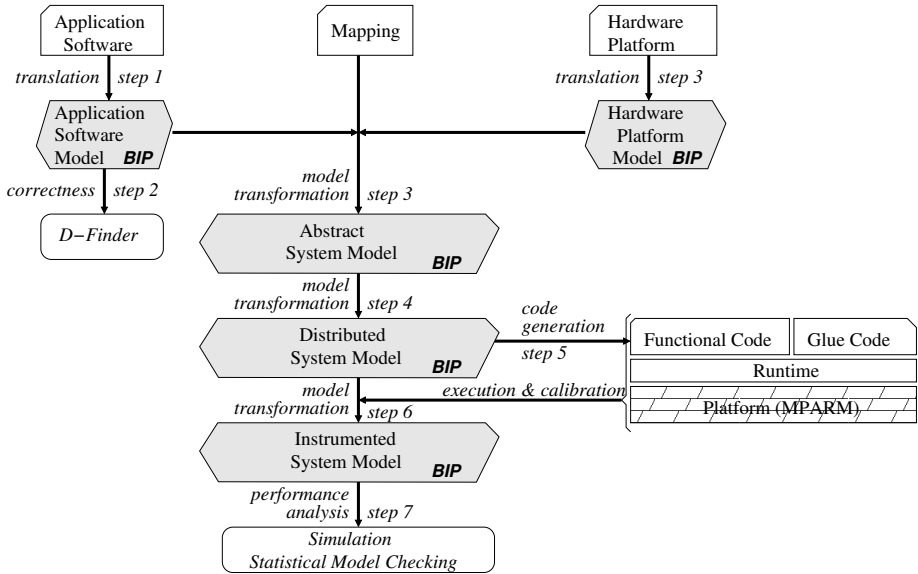 Application
Software
Mapping
Hardware
Platform
translation step 1
translation step 3
Application
Software
Model BIP
Hardware
Platform
Model BIP
correctness step 2
model
transformation step 3
D−Finder
Abstract
System Model
BIP
model
transformation step 4
code
generation
step 5
Distributed
System Model
BIP
Functional Code
Glue Code
Runtime
Platform (MPARM)
execution & calibration
model
transformation step 6
Instrumented
System Model
BIP
performance
analysis step 7
Simulation
Statistical Model Checking